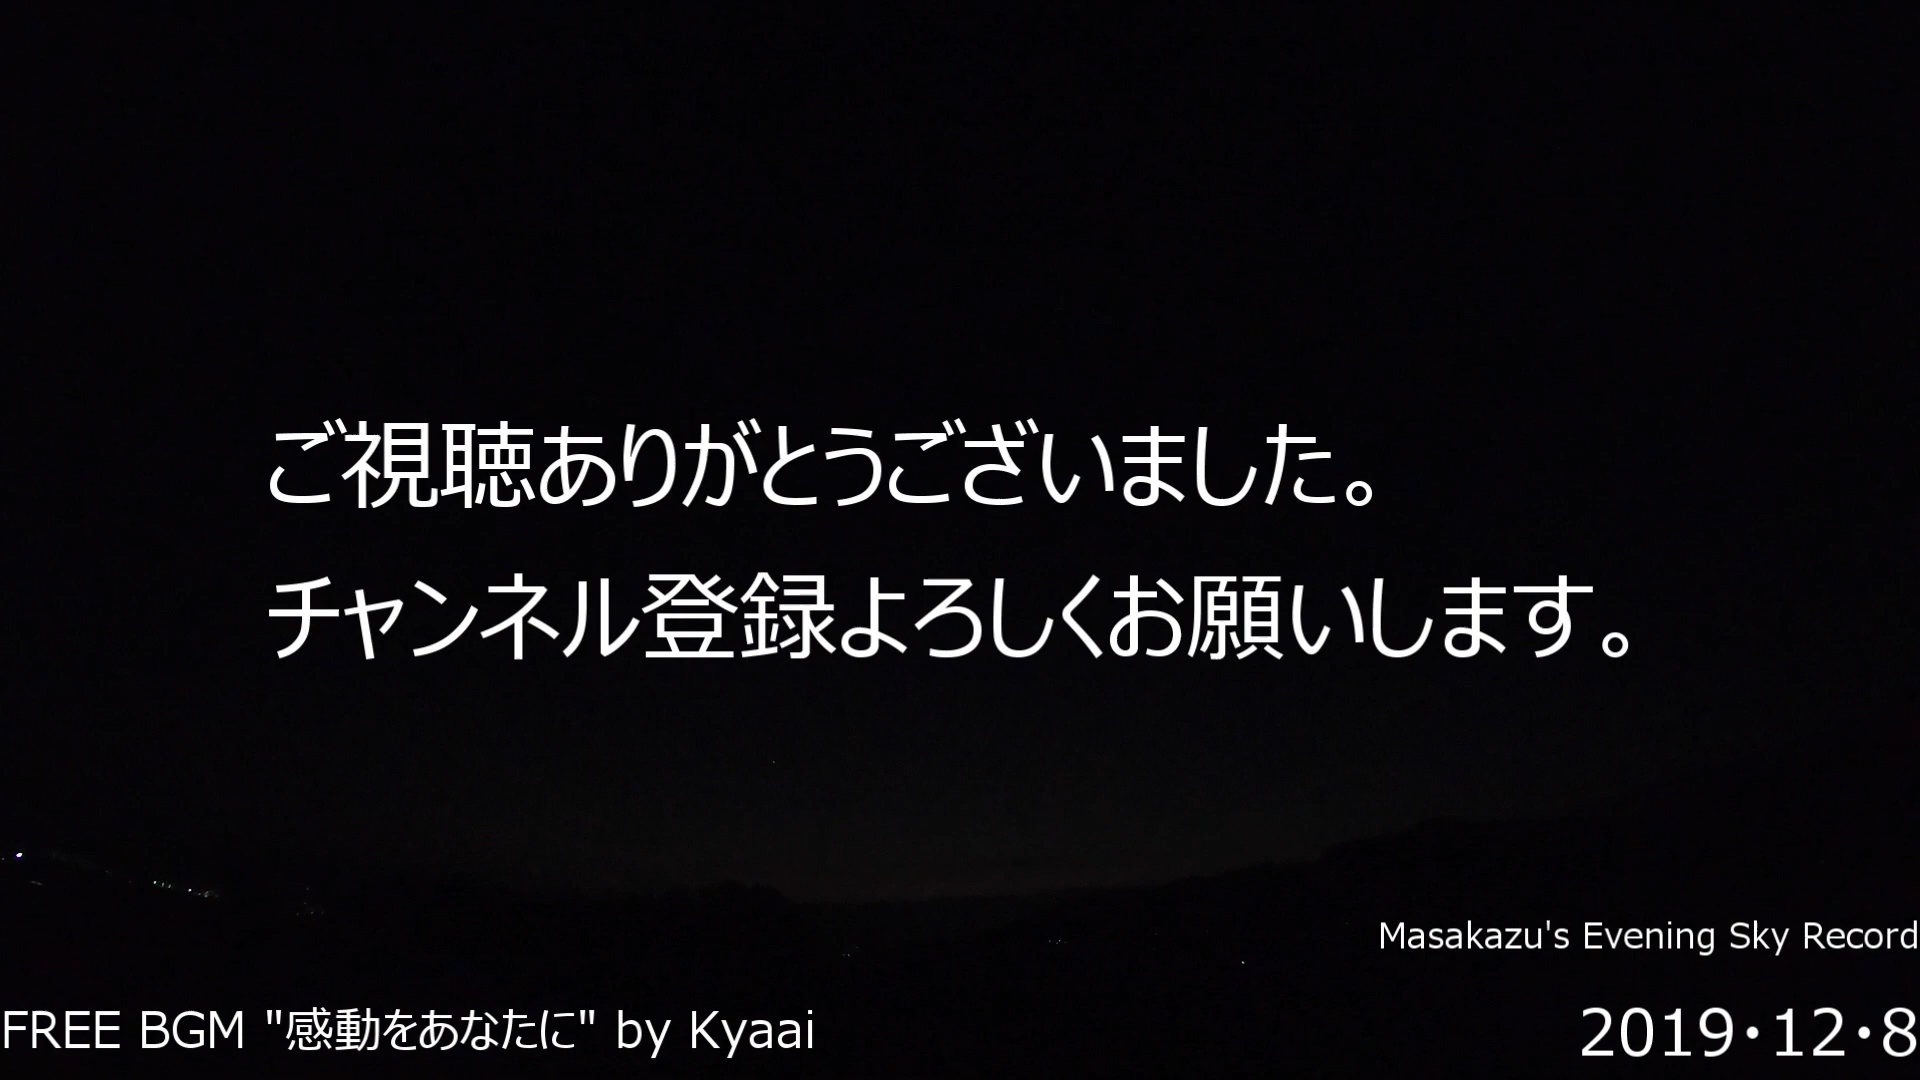 ご視聴ありがとうございました。
チャンネル登録よろしくお願いします。
Masakazu's Evening Sky Record
FREE BGM "感動をあなたに" by Kyaai
2019・12・8